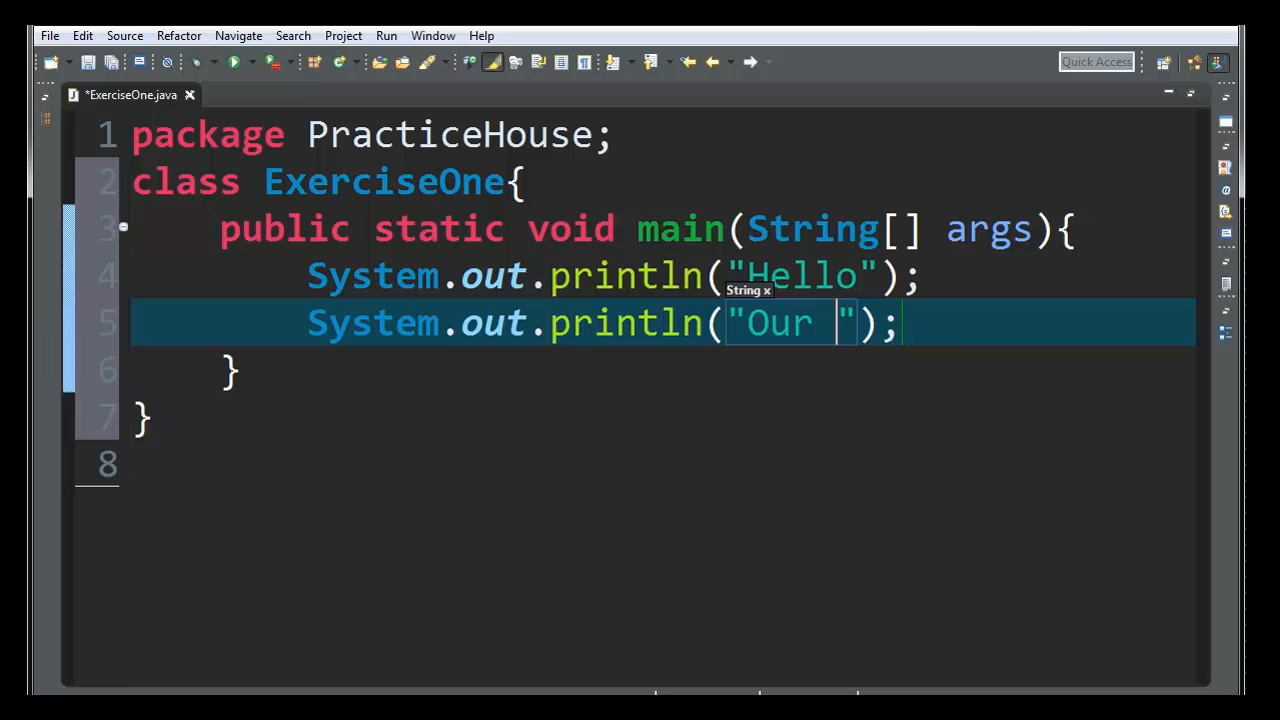 File Edit Source Refactor Navigate Search Project Run Window Help
Quick Access
*ExerciseOne.java
1 package PracticeHouse;
2 class ExerciseOne{
3 public static void main(String[] args){
4 System.out.println("Hello");
String x
5 System.out.println("Our ");
6 }
7 }
8